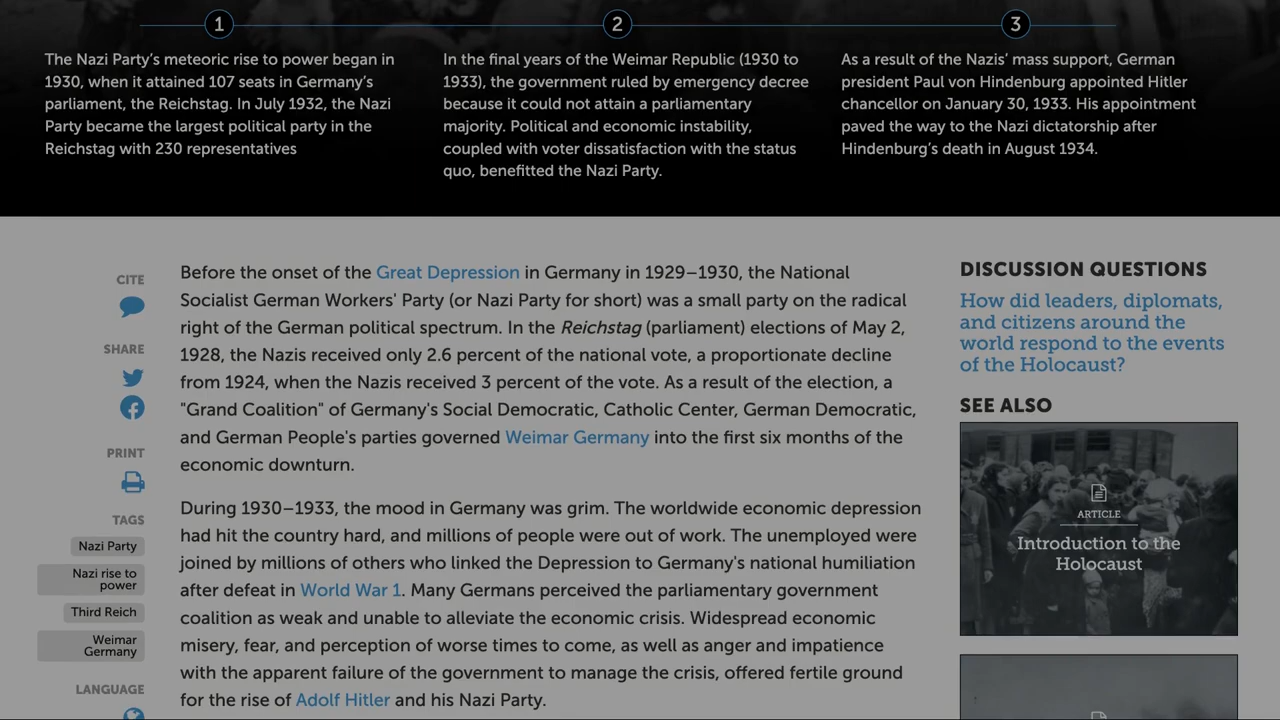 1
The Nazi Party's meteoric rise to power began in
1930, when it attained 107 seats in Germany's
parliament, the Reichstag. In July 1932, the Nazi
Party became the largest political party in the
Reichstag with 230 representatives
2
In the final years of the Weimar Republic (1930 to
1933), the government ruled by emergency decree
because it could not attain a parliamentary
majority. Political and economic instability,
coupled with voter dissatisfaction with the status
quo, benefitted the Nazi Party.
3
As a result of the Nazis' mass support, German
president Paul von Hindenburg appointed Hitler
chancellor on January 30, 1933. His appointment
paved the way to the Nazi dictatorship after
Hindenburg's death in August 1934.
CITE
SHARE
PRINT
TAGS
Nazi Party
Nazi rise to
power
Third Reich
Weimar
Germany
LANGUAGE
Before the onset of the Great Depression in Germany in 1929–1930, the National
Socialist German Workers' Party (or Nazi Party for short) was a small party on the radical
right of the German political spectrum. In the Reichstag (parliament) elections of May 2,
1928, the Nazis received only 2.6 percent of the national vote, a proportionate decline
from 1924, when the Nazis received 3 percent of the vote. As a result of the election, a
"Grand Coalition" of Germany's Social Democratic, Catholic Center, German Democratic,
and German People's parties governed Weimar Germany into the first six months of the
economic downturn.
During 1930–1933, the mood in Germany was grim. The worldwide economic depression
had hit the country hard, and millions of people were out of work. The unemployed were
joined by millions of others who linked the Depression to Germany's national humiliation
after defeat in World War 1. Many Germans perceived the parliamentary government
coalition as weak and unable to alleviate the economic crisis. Widespread economic
misery, fear, and perception of worse times to come, as well as anger and impatience
with the apparent failure of the government to manage the crisis, offered fertile ground
for the rise of Adolf Hitler and his Nazi Party.
DISCUSSION QUESTIONS
How did leaders, diplomats,
and citizens around the
world respond to the events
of the Holocaust?
SEE ALSO
ARTICLE
Introduction to the
Holocaust